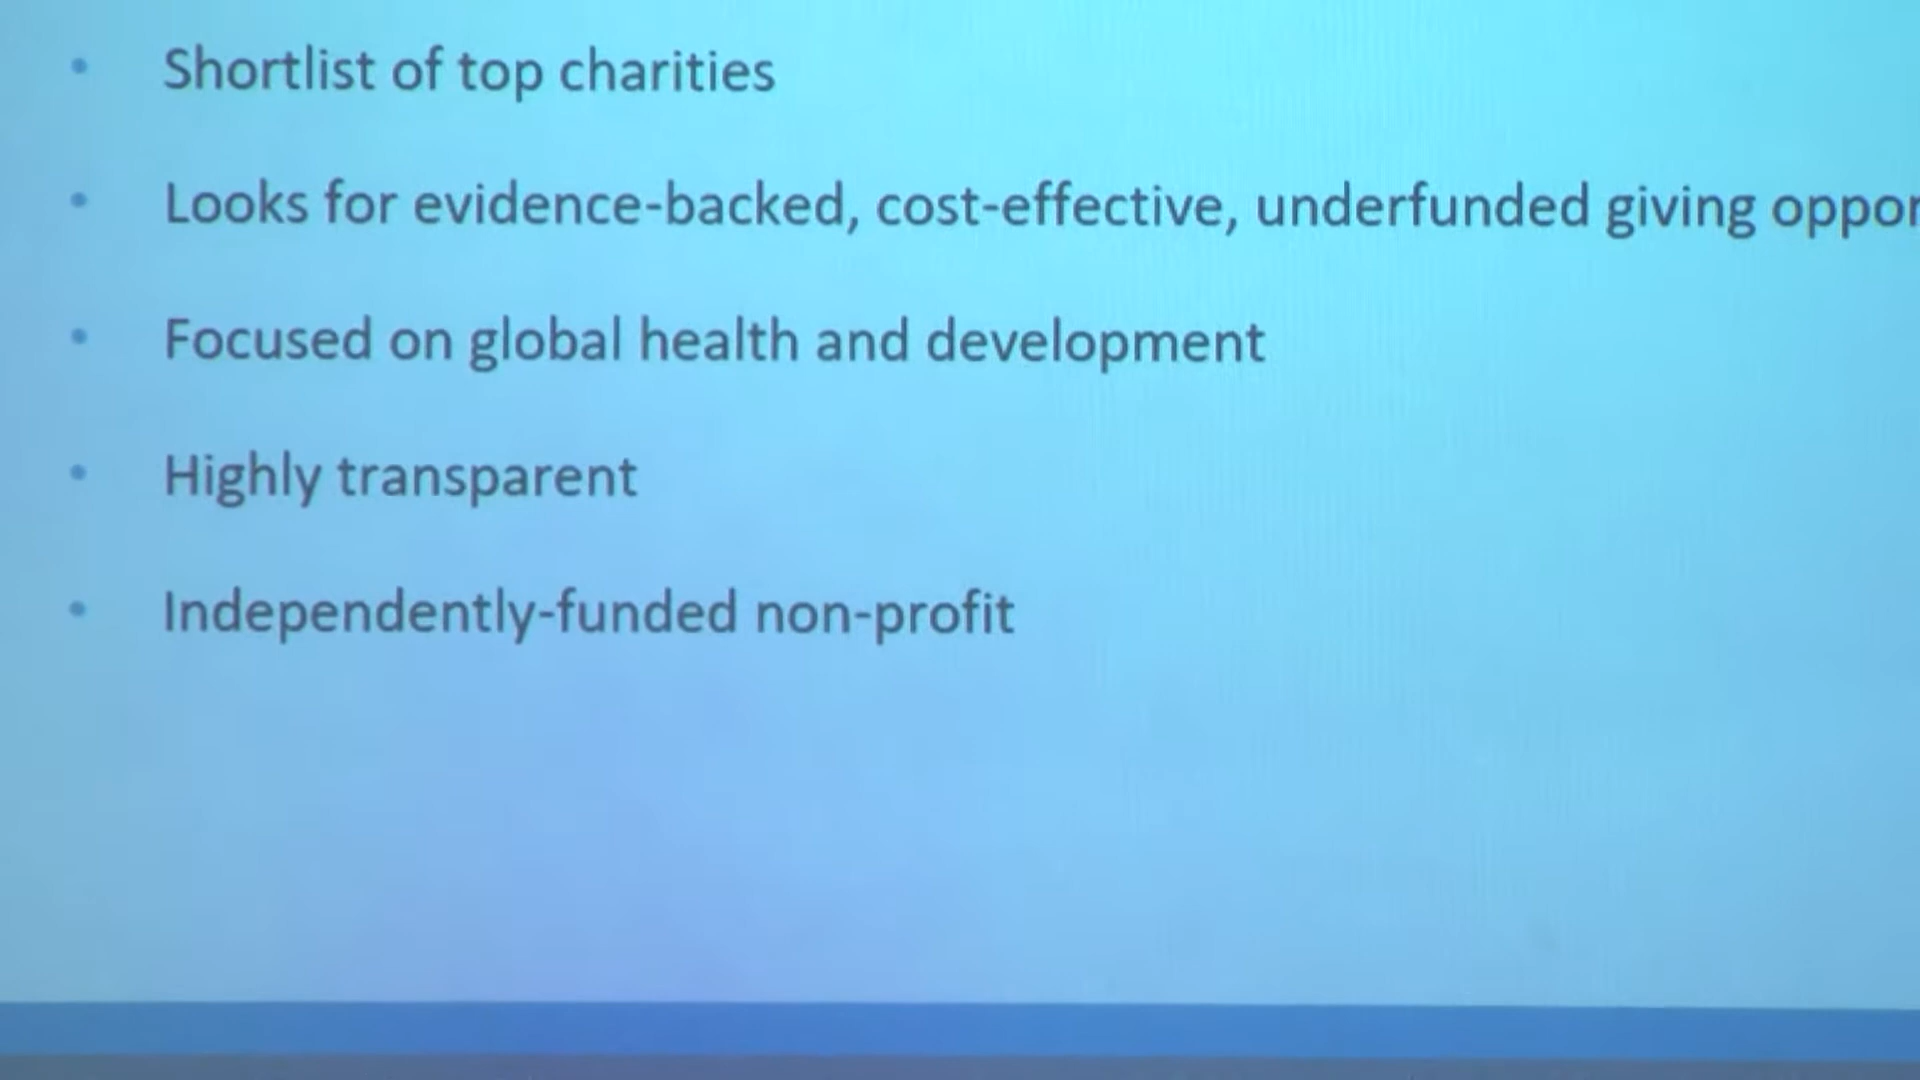 • Shortlist of top charities
• Looks for evidence-backed, cost-effective, underfunded giving oppor
• Focused on global health and development
• Highly transparent
• Independently-funded non-profit